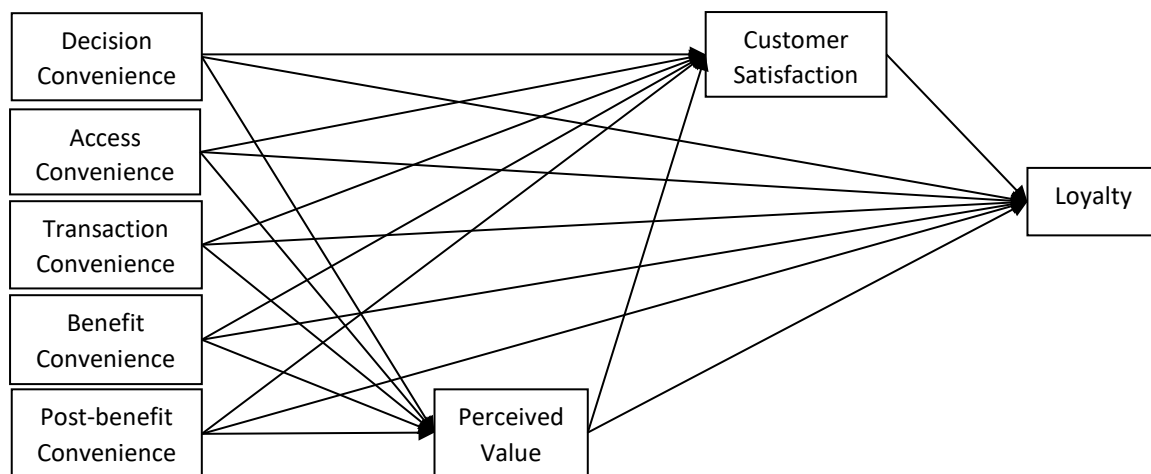 Decision
Convenience
Access
Convenience
Transaction
Convenience
Benefit
Convenience
Post-benefit
Convenience
Perceived
Value
Customer
Satisfaction
Loyalty